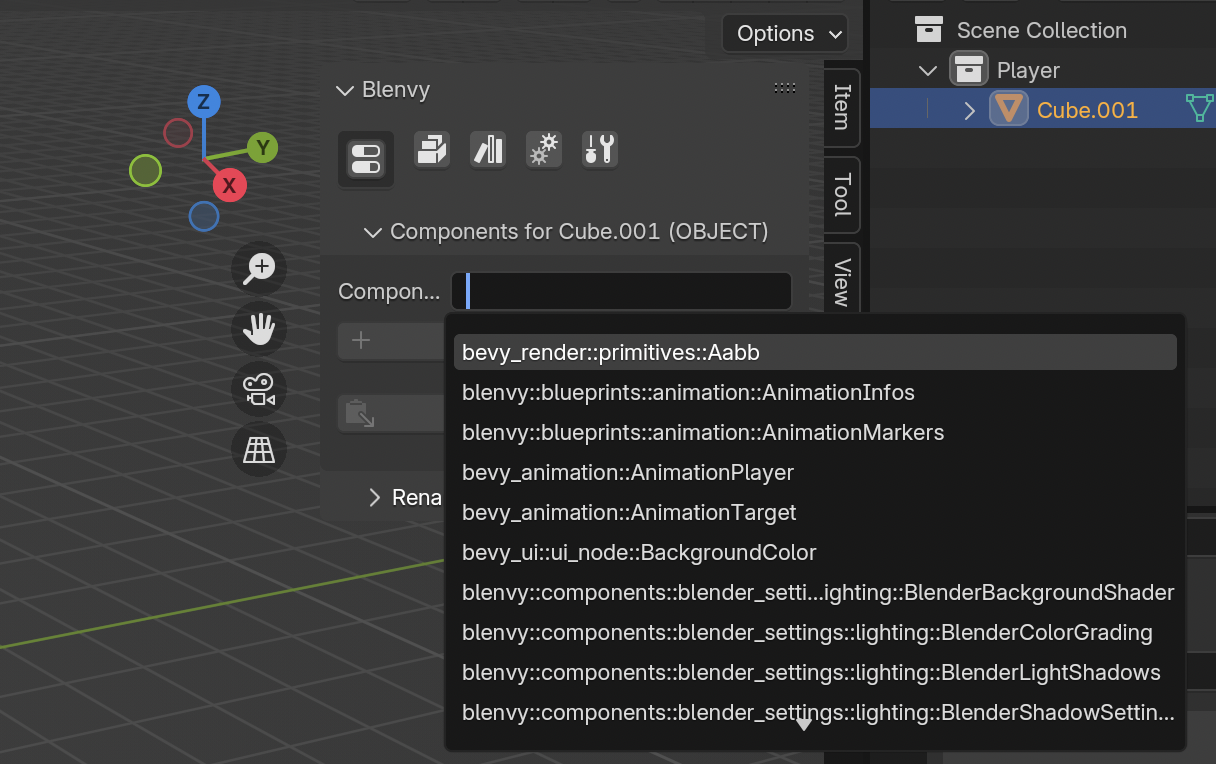 Options
Scene Collection
Player
Cube.001
Blenvy
Z
Y
X
Item
Tool
View
Components for Cube.001 (OBJECT)
Compon...
bevy_render::primitives::Aabb
blenvy::blueprints::animation::AnimationInfos
blenvy::blueprints::animation::AnimationMarkers
bevy_animation::AnimationPlayer
bevy_animation::AnimationTarget
bevy_ui::ui_node::BackgroundColor
blenvy::components::blender_setti...ighting::BlenderBackgroundShader
blenvy::components::blender_settings::lighting::BlenderColorGrading
blenvy::components::blender_settings::lighting::BlenderLightShadows
blenvy::components::blender_settings::lighting::BlenderShadowSettin...
Rena